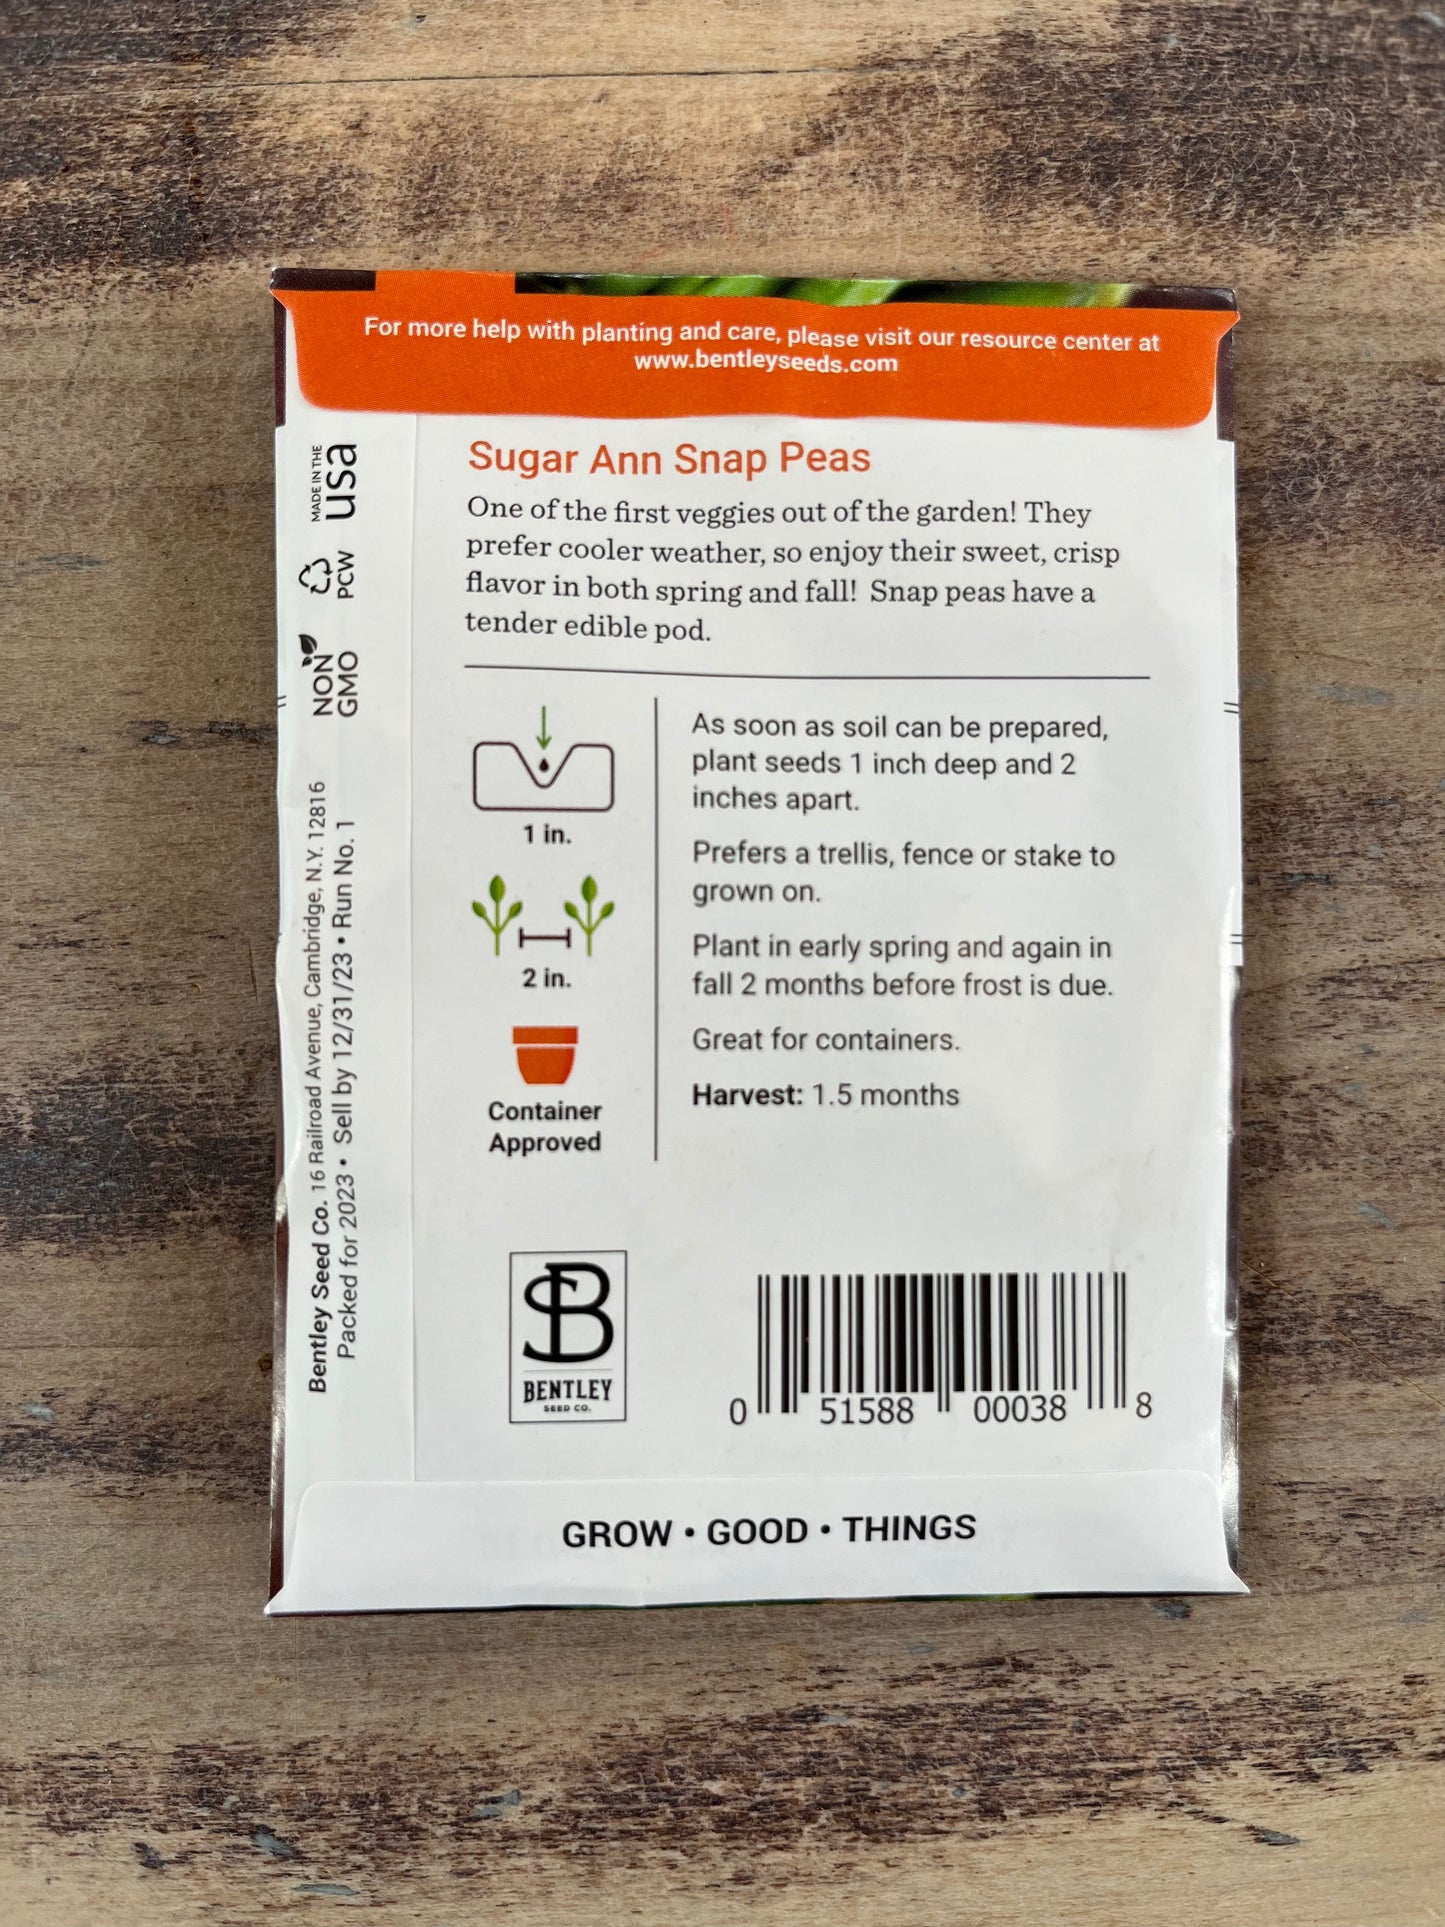 For more help with planting and care, please visit our resource center at
www.bentleyseeds.com
MADE IN THE
usa
PCW
NON
GMO
Bentley Seed Co. 16 Railroad Avenue, Cambridge, N.Y. 12816
Packed for 2023 • Sell by 12/31/23 • Run No. 1
Sugar Ann Snap Peas
One of the first veggies out of the garden! They
prefer cooler weather, so enjoy their sweet, crisp
flavor in both spring and fall! Snap peas have a
tender edible pod.
1 in.
2 in.
Container
Approved
As soon as soil can be prepared,
plant seeds 1 inch deep and 2
inches apart.
Prefers a trellis, fence or stake to
grown on.
Plant in early spring and again in
fall 2 months before frost is due.
Great for containers.
Harvest: 1.5 months
SB
BENTLEY
SEED CO.
0 51588 00038 8
GROW • GOOD • THINGS